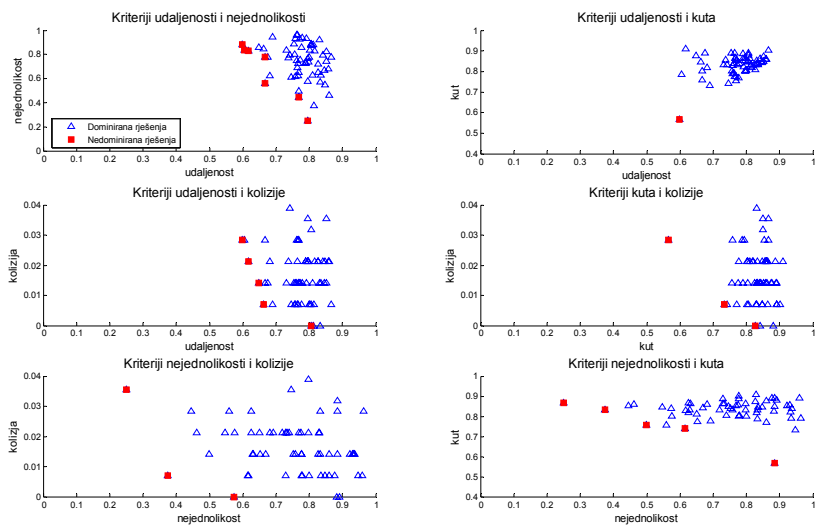 Kriteriji udaljenosti i nejednolikosti
1
0.8
0.6
0.4
0.2
0
nejednolikost
Dominirana rješenja
Nedominirana rješenja
0 0.1 0.2 0.3 0.4 0.5 0.6 0.7 0.8 0.9 1
udaljenost
Kriteriji udaljenosti i kuta
1
0.9
0.8
0.7
0.6
0.5
0.4
kut
0 0.1 0.2 0.3 0.4 0.5 0.6 0.7 0.8 0.9 1
udaljenost
Kriteriji udaljenosti i kolizije
0.04
0.03
0.02
0.01
0
kolizija
0 0.1 0.2 0.3 0.4 0.5 0.6 0.7 0.8 0.9 1
udaljenost
Kriteriji kuta i kolizije
0.04
0.03
0.02
0.01
0
kolizija
0 0.1 0.2 0.3 0.4 0.5 0.6 0.7 0.8 0.9 1
kut
Kriteriji nejednolikosti i kolizije
0.04
0.03
0.02
0.01
0
kolizija
0 0.1 0.2 0.3 0.4 0.5 0.6 0.7 0.8 0.9 1
nejednolikost
Kriteriji nejednolikosti i kuta
1
0.9
0.8
0.7
0.6
0.5
0.4
kut
0 0.1 0.2 0.3 0.4 0.5 0.6 0.7 0.8 0.9 1
nejednolikost